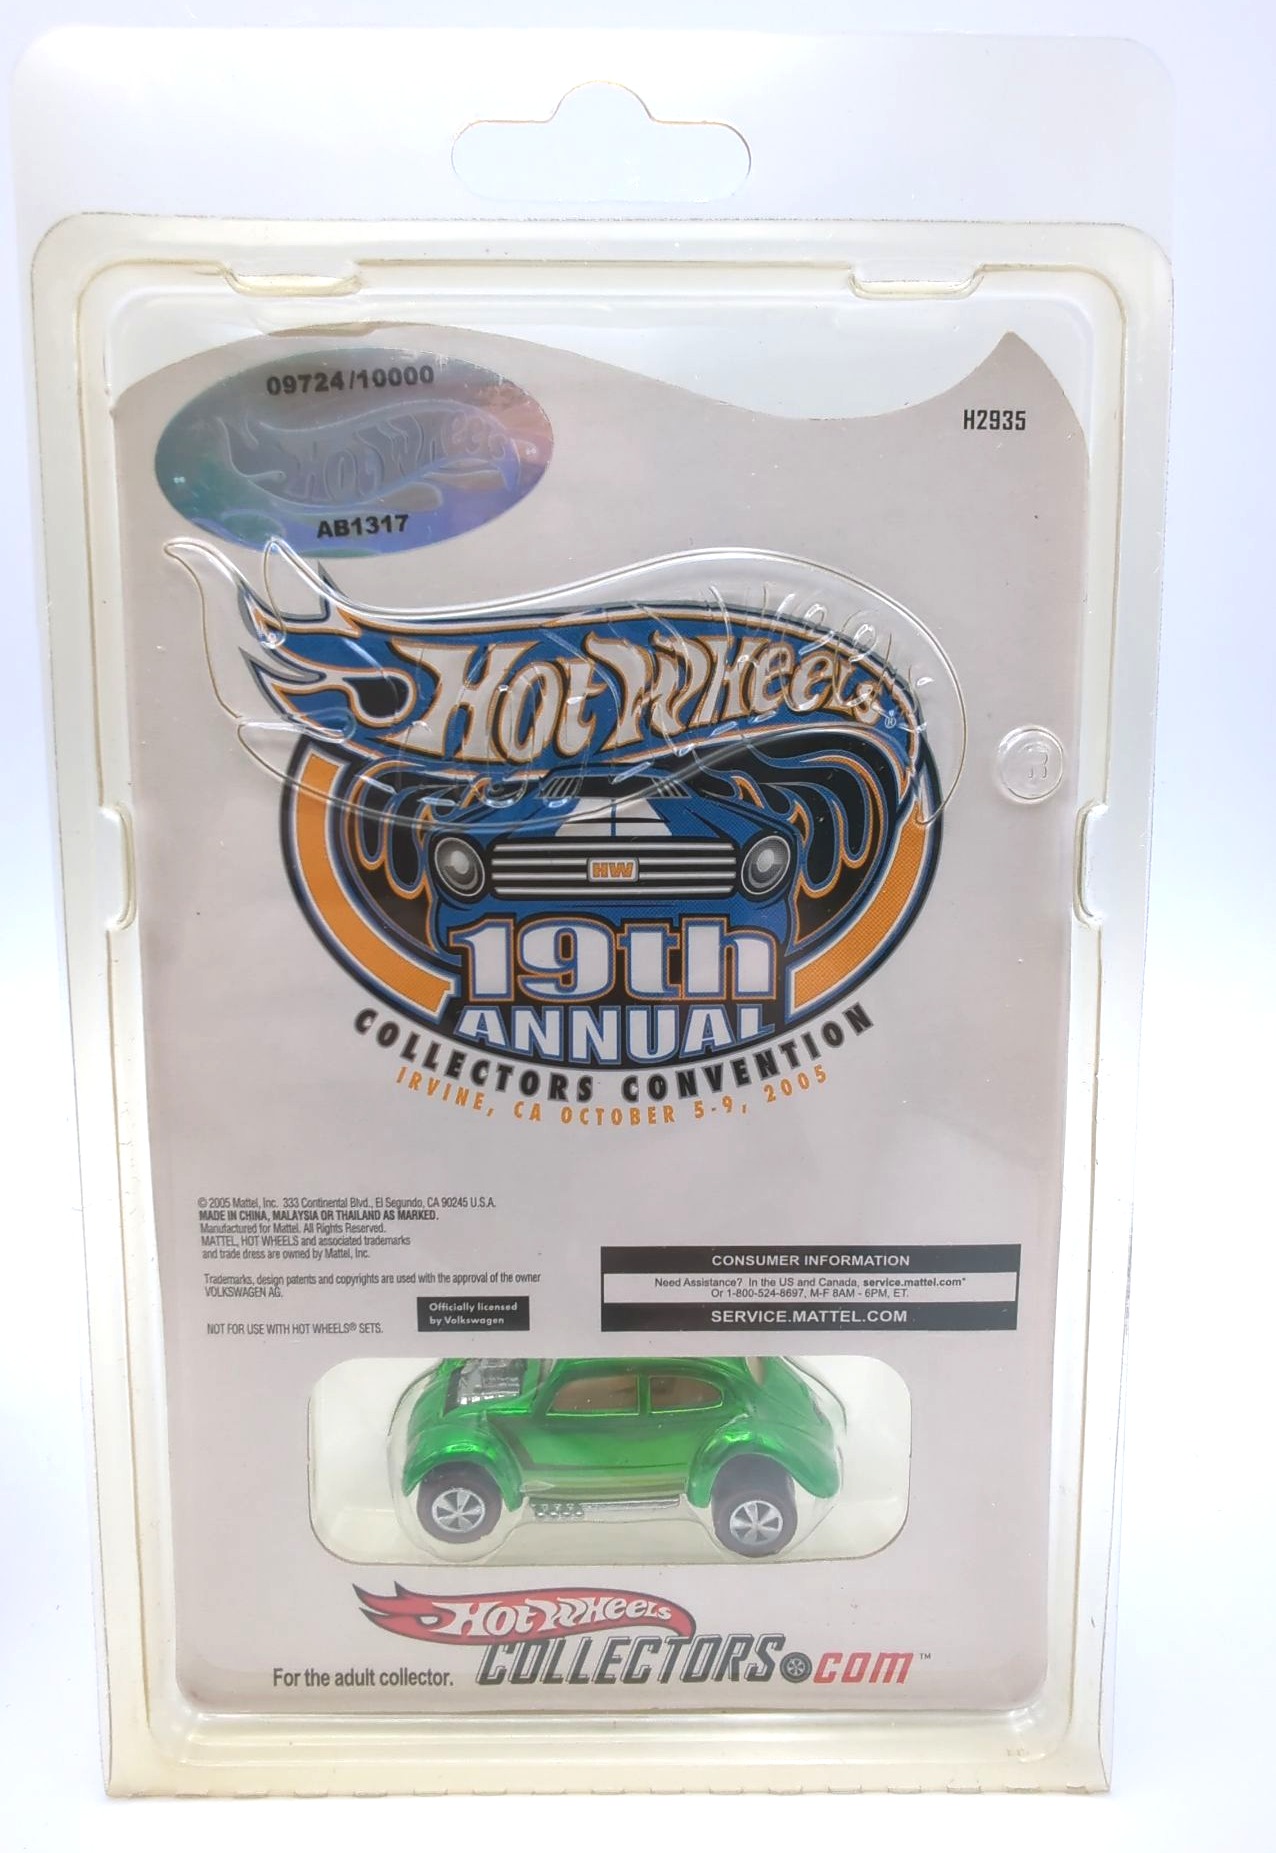 09724/10000
Hot Wheels
AB1317
H2935
Hot Wheels
Hot Wheels®
R
HW
19th
ANNUAL
COLLECTORS CONVENTION
IRVINE, CA OCTOBER 5-9, 2005
© 2005 Mattel, Inc. 333 Continental Blvd., El Segundo, CA 90245 U.S.A.
MADE IN CHINA, MALAYSIA OR THAILAND AS MARKED.
Manufactured for Mattel. All Rights Reserved.
MATTEL, HOT WHEELS and associated trademarks
and trade dress are owned by Mattel, Inc.
Trademarks, design patents and copyrights are used with the approval of the owner
VOLKSWAGEN AG.
Officially licensed
by Volkswagen
NOT FOR USE WITH HOT WHEELS® SETS.
CONSUMER INFORMATION
Need Assistance? In the US and Canada, service.mattel.com*
Or 1-800-524-8697, M-F 8AM - 6PM, ET.
SERVICE.MATTEL.COM
Hot Wheels
COLLECTORS.com™
For the adult collector.